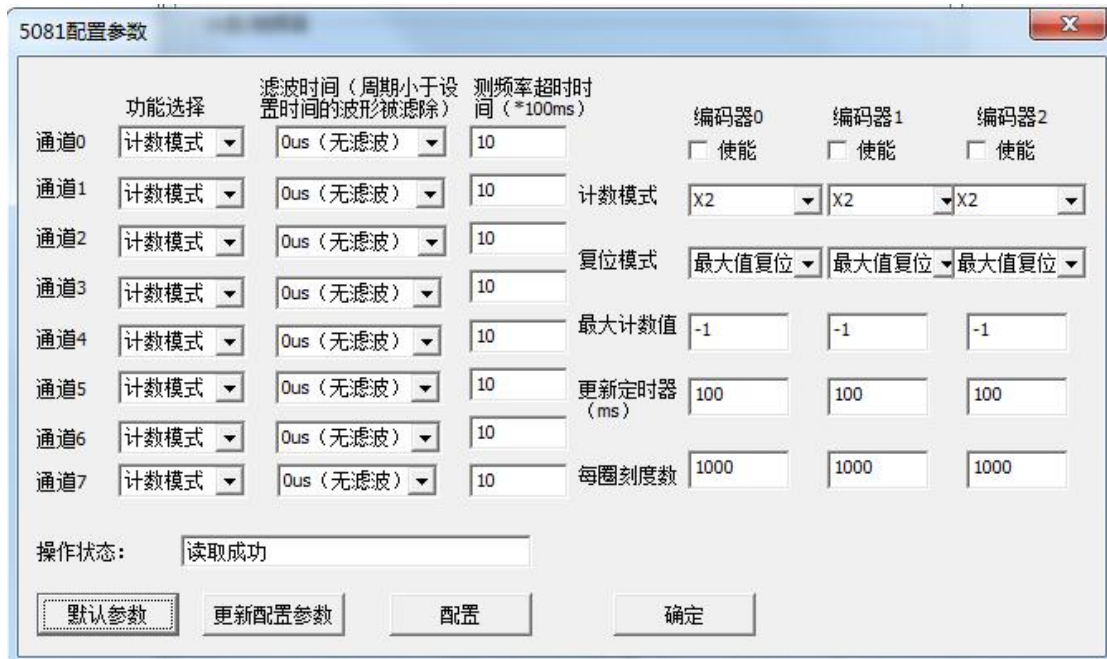 5081配置参数
功能选择
滤波时间（周期小于设
置时间的波形被滤除）
测频率超时时
间（*100ms）
编码器0
编码器1
编码器2
通道0 计数模式 0us（无滤波） 10
使能
使能
使能
通道1 计数模式 0us（无滤波） 10
计数模式 X2 X2 X2
通道2 计数模式 0us（无滤波） 10
复位模式 最大值复位 最大值复位 最大值复位
通道3 计数模式 0us（无滤波） 10
最大计数值 -1 -1 -1
通道4 计数模式 0us（无滤波） 10
通道5 计数模式 0us（无滤波） 10
更新定时器
（ms）
100 100 100
通道6 计数模式 0us（无滤波） 10
通道7 计数模式 0us（无滤波） 10
每圈刻度数 1000 1000 1000
操作状态： 读取成功
默认参数 更新配置参数 配置 确定